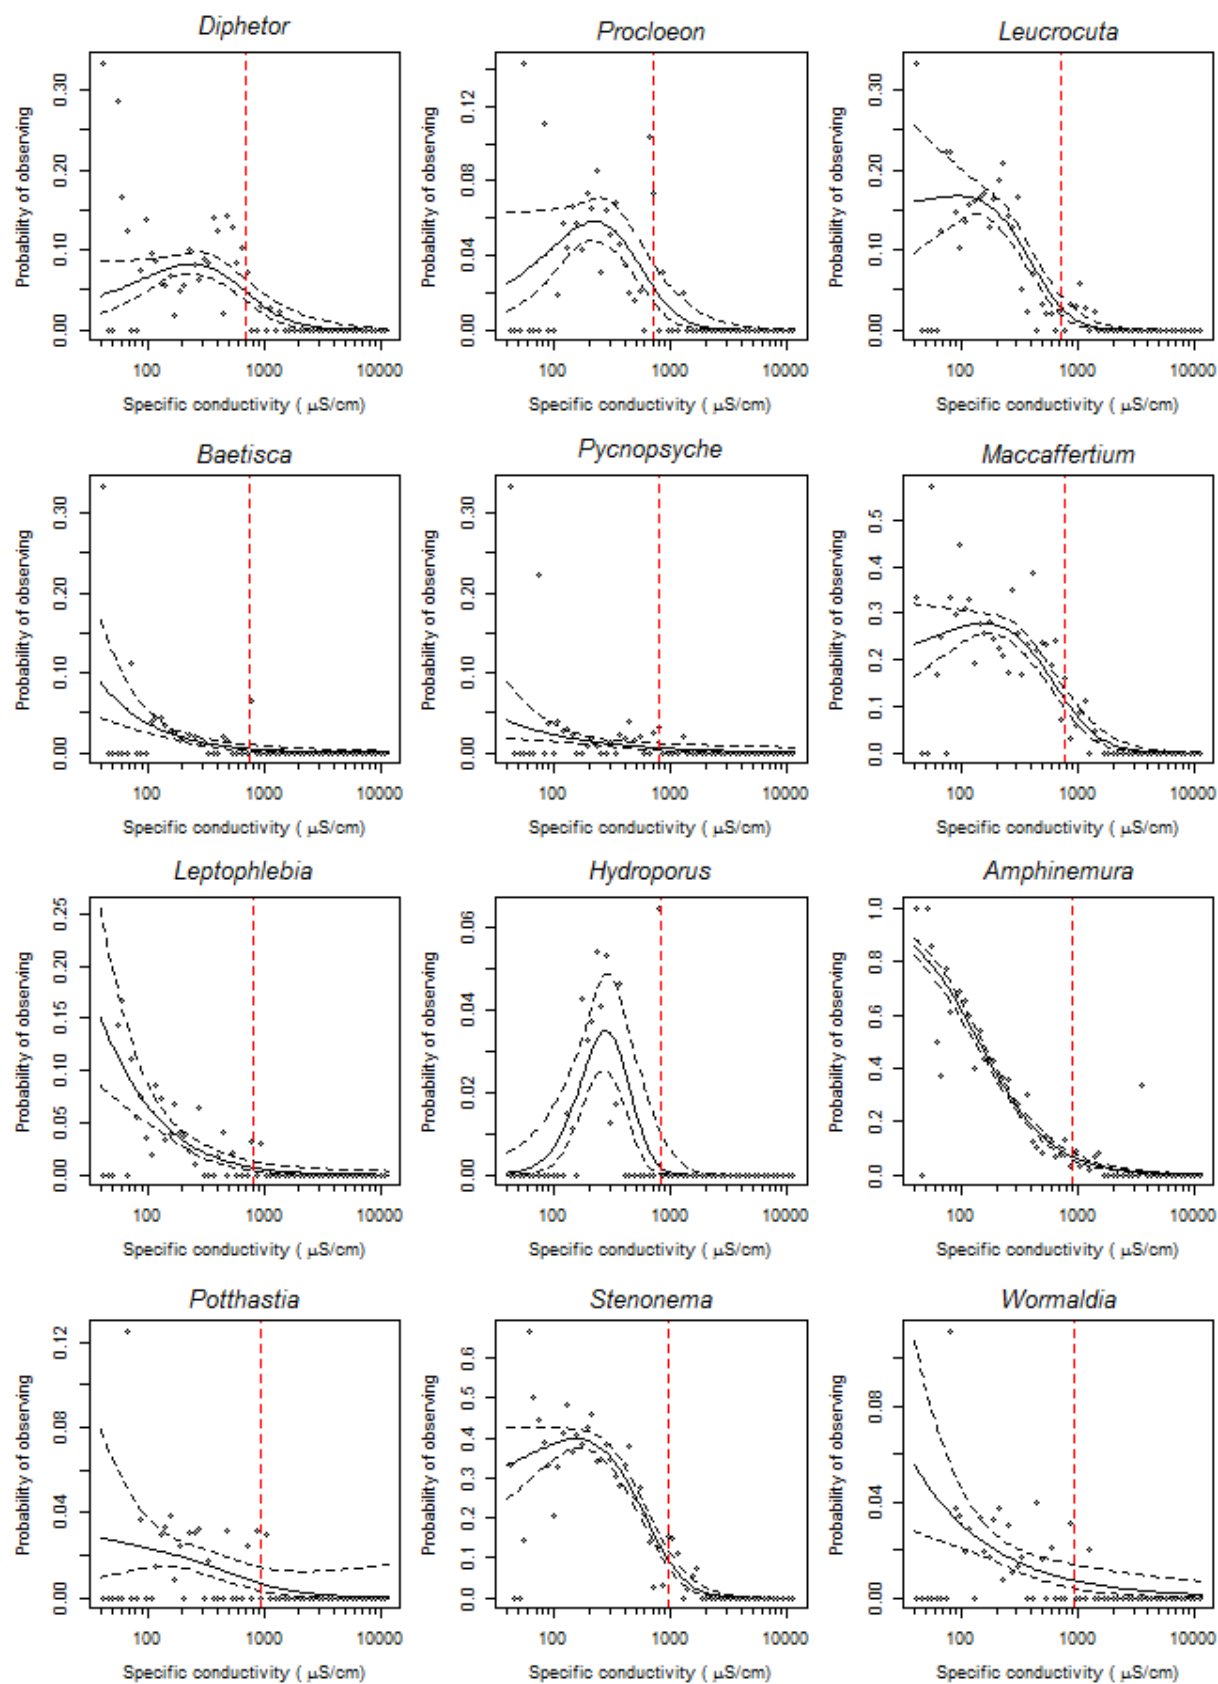 Diphetor
Procloeon
Leucrocuta
Probability of observing
0.00 0.10 0.20 0.30
100 1000 10000
Specific conductivity ( µS/cm)
Probability of observing
0.00 0.04 0.08 0.12
100 1000 10000
Specific conductivity ( µS/cm)
Probability of observing
0.00 0.10 0.20 0.30
100 1000 10000
Specific conductivity ( µS/cm)
Baetisca
Pycnopsyche
Maccaffertium
Probability of observing
0.00 0.10 0.20 0.30
100 1000 10000
Specific conductivity ( µS/cm)
Probability of observing
0.00 0.10 0.20 0.30
100 1000 10000
Specific conductivity ( µS/cm)
Probability of observing
0.0 0.1 0.2 0.3 0.4 0.5
100 1000 10000
Specific conductivity ( µS/cm)
Leptophlebia
Hydroporus
Amphinemura
Probability of observing
0.00 0.05 0.10 0.15 0.20 0.25
100 1000 10000
Specific conductivity ( µS/cm)
Probability of observing
0.00 0.02 0.04 0.06
100 1000 10000
Specific conductivity ( µS/cm)
Probability of observing
0.0 0.2 0.4 0.6 0.8 1.0
100 1000 10000
Specific conductivity ( µS/cm)
Potthastia
Stenonema
Wormaldia
Probability of observing
0.00 0.04 0.08 0.12
100 1000 10000
Specific conductivity ( µS/cm)
Probability of observing
0.0 0.1 0.2 0.3 0.4 0.5 0.6
100 1000 10000
Specific conductivity ( µS/cm)
Probability of observing
0.00 0.04 0.08
100 1000 10000
Specific conductivity ( µS/cm)